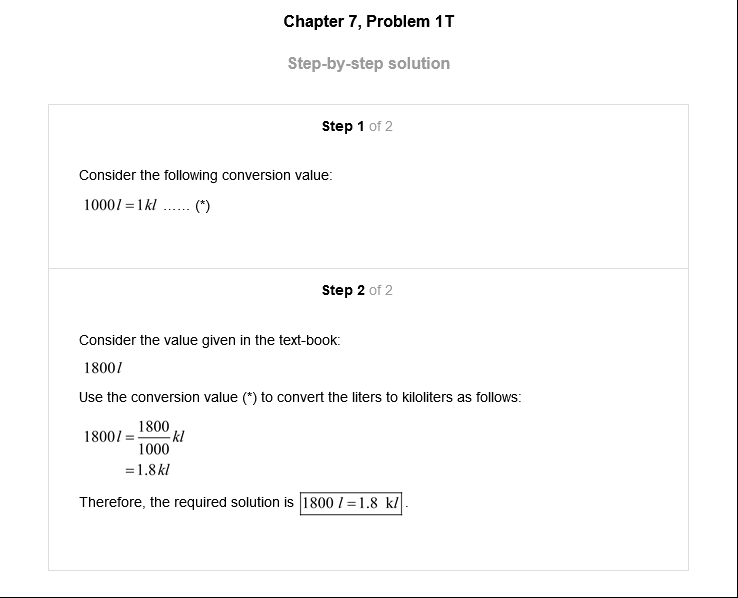 Chapter 7, Problem 1T
Step-by-step solution
Step 1 of 2
Consider the following conversion value:
1000l = 1kl ...... (*)
Step 2 of 2
Consider the value given in the text-book:
1800l
Use the conversion value (*) to convert the liters to kiloliters as follows:
1800l = 1800/1000 kl
= 1.8kl
Therefore, the required solution is 1800 l = 1.8 kl .